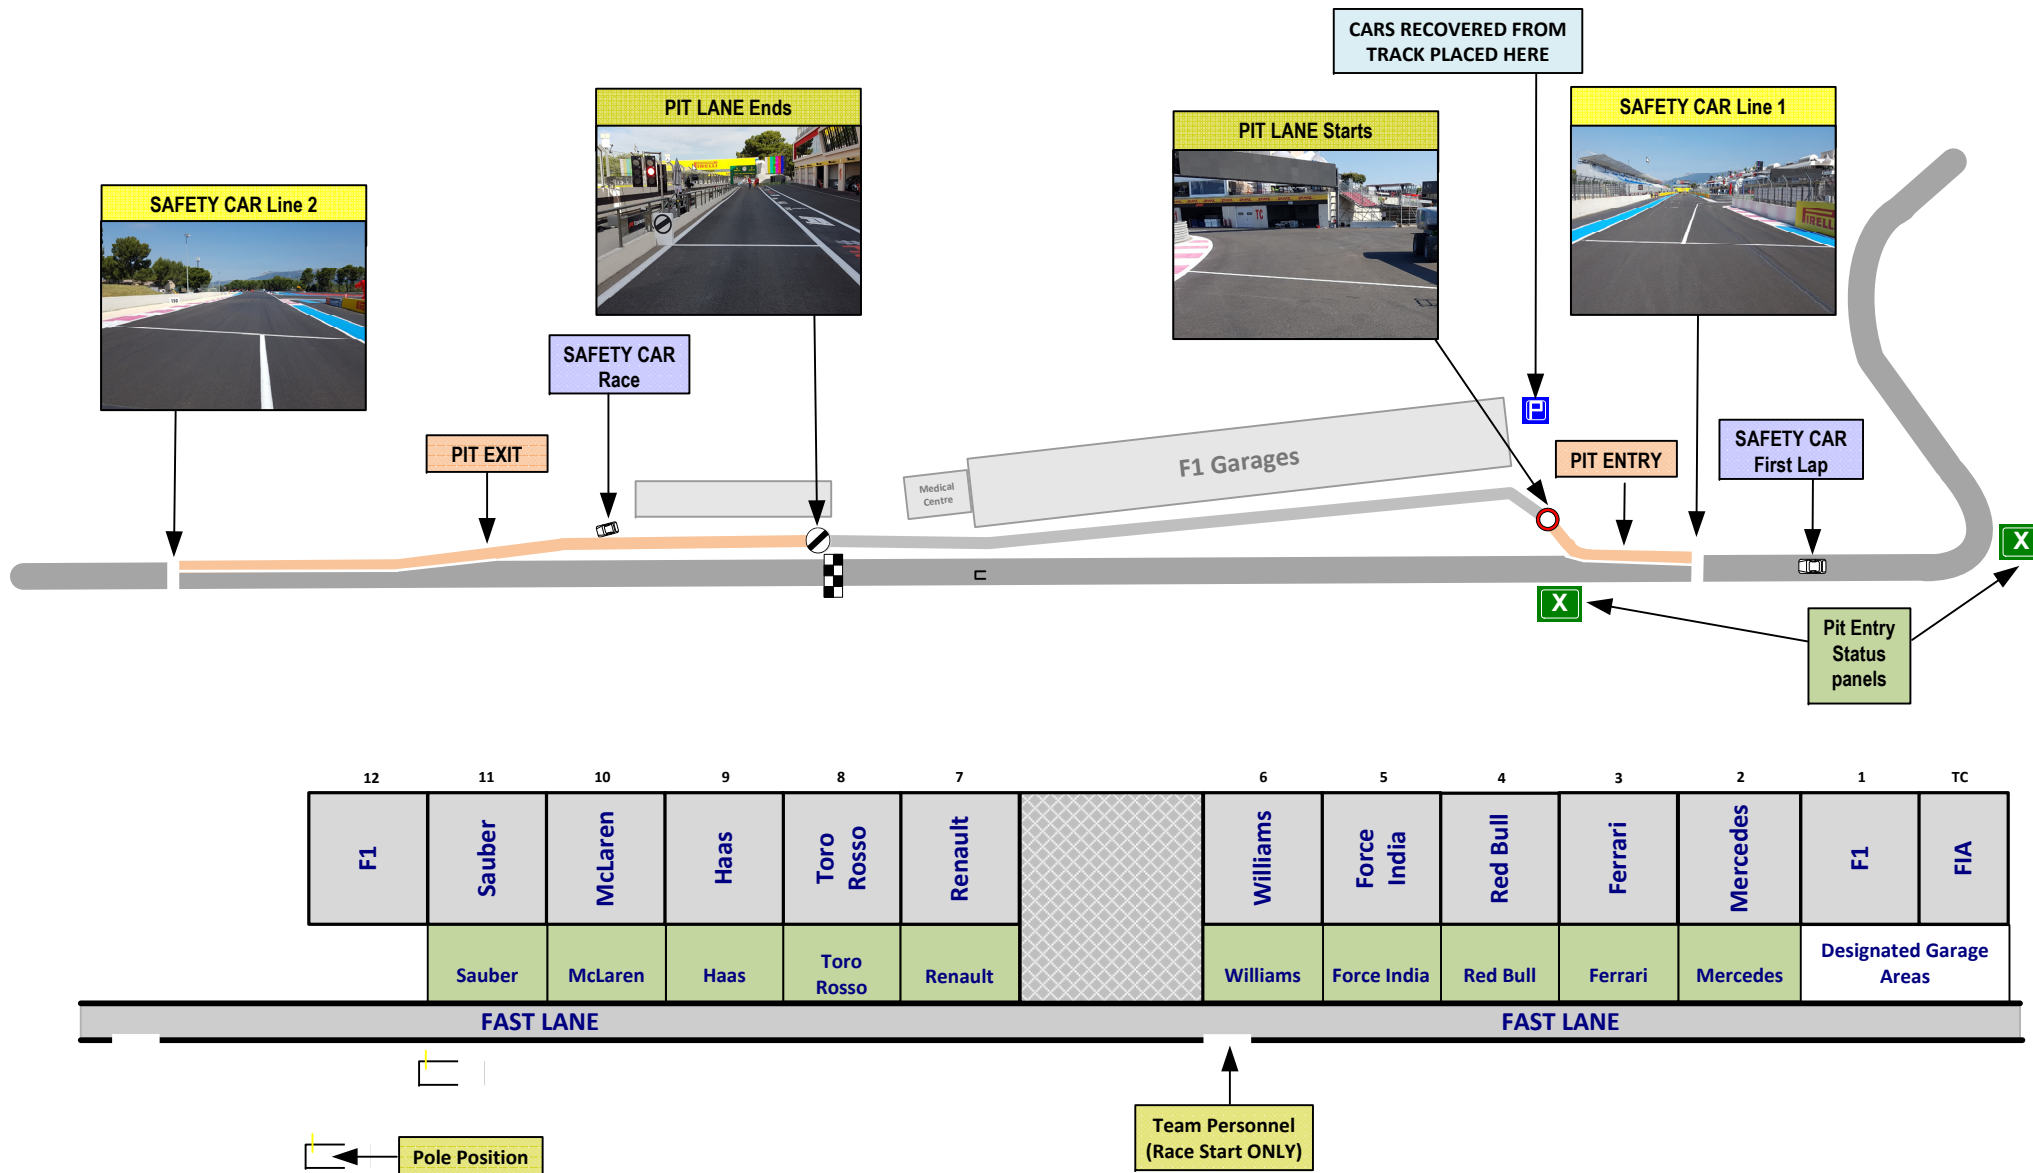 CARS RECOVERED FROM
TRACK PLACED HERE
PIT LANE Ends
SAFETY CAR Line 1
PIT LANE Starts
SAFETY CAR Line 2
PIRELLI
TC
PIRELLI
SAFETY CAR
Race
PIT EXIT
SAFETY CAR
First Lap
PIT ENTRY
P
F1 Garages
Medical
Centre
X
X
Pit Entry
Status
panels
12
11
10
9
8
7
6
5
4
3
2
1
TC
F1
Sauber
McLaren
Haas
Toro
Rosso
Renault
Williams
Force
India
Red Bull
Ferrari
Mercedes
F1
FIA
Sauber
McLaren
Haas
Toro
Rosso
Renault
Williams
Force India
Red Bull
Ferrari
Mercedes
Designated Garage
Areas
FAST LANE
FAST LANE
Team Personnel
(Race Start ONLY)
Pole Position